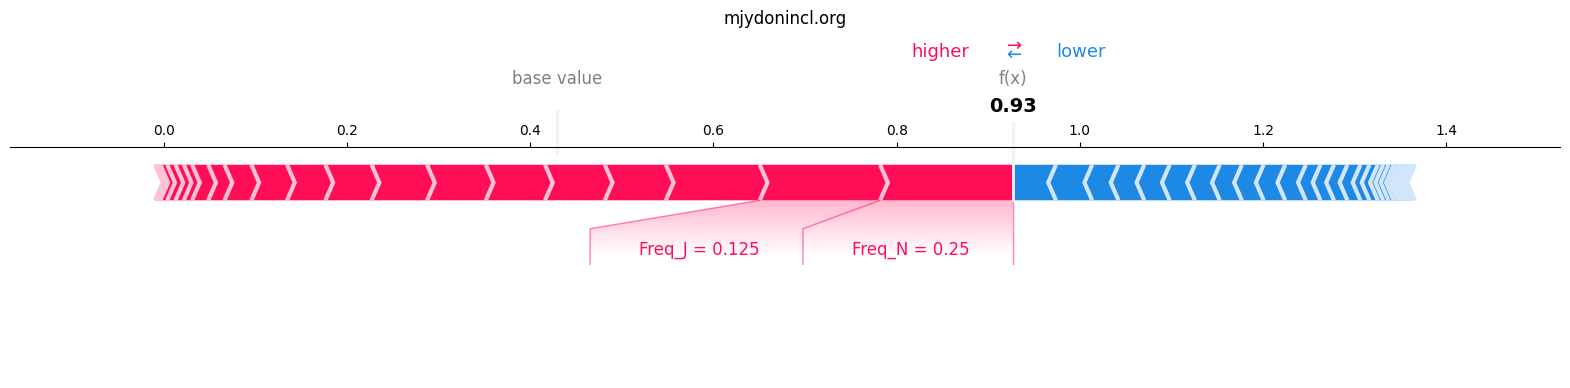 mjydonincl.org
higher → lower
←
base value f(x)
0.93
0.0 0.2 0.4 0.6 0.8 1.0 1.2 1.4
Freq_J = 0.125 Freq_N = 0.25